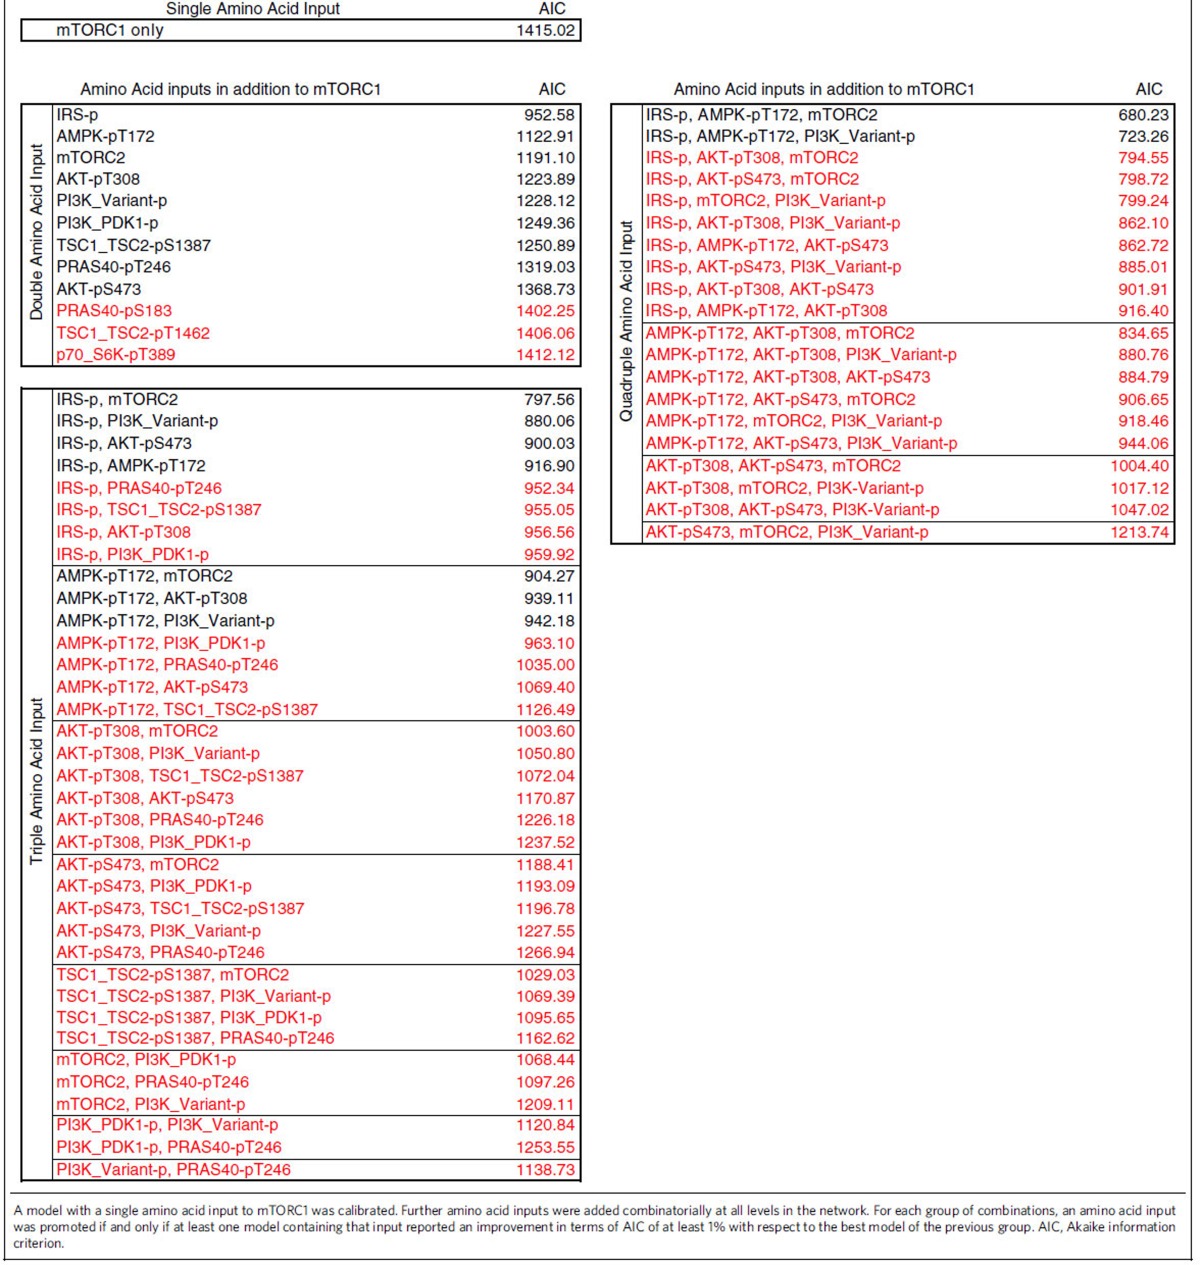 Single Amino Acid Input AIC
mTORC1 only 1415.02
Amino Acid inputs in addition to mTORC1 AIC
Double Amino Acid Input
IRS-p 952.58
AMPK-pT172 1122.91
mTORC2 1191.10
AKT-pT308 1223.89
PI3K_Variant-p 1228.12
PI3K_PDK1-p 1249.36
TSC1_TSC2-pS1387 1250.89
PRAS40-pT246 1319.03
AKT-pS473 1368.73
PRAS40-pS183 1402.25
TSC1_TSC2-pT1462 1406.06
p70_S6K-pT389 1412.12
Triple Amino Acid Input
IRS-p, mTORC2 797.56
IRS-p, PI3K_Variant-p 880.06
IRS-p, AKT-pS473 900.03
IRS-p, AMPK-pT172 916.90
IRS-p, PRAS40-pT246 952.34
IRS-p, TSC1_TSC2-pS1387 955.05
IRS-p, AKT-pT308 956.56
IRS-p, PI3K_PDK1-p 959.92
AMPK-pT172, mTORC2 904.27
AMPK-pT172, AKT-pT308 939.11
AMPK-pT172, PI3K_Variant-p 942.18
AMPK-pT172, PI3K_PDK1-p 963.10
AMPK-pT172, PRAS40-pT246 1035.00
AMPK-pT172, AKT-pS473 1069.40
AMPK-pT172, TSC1_TSC2-pS1387 1126.49
AKT-pT308, mTORC2 1003.60
AKT-pT308, PI3K_Variant-p 1050.80
AKT-pT308, TSC1_TSC2-pS1387 1072.04
AKT-pT308, AKT-pS473 1170.87
AKT-pT308, PRAS40-pT246 1226.18
AKT-pT308, PI3K_PDK1-p 1237.52
AKT-pS473, mTORC2 1188.41
AKT-pS473, PI3K_PDK1-p 1193.09
AKT-pS473, TSC1_TSC2-pS1387 1196.78
AKT-pS473, PI3K_Variant-p 1227.55
AKT-pS473, PRAS40-pT246 1266.94
TSC1_TSC2-pS1387, mTORC2 1029.03
TSC1_TSC2-pS1387, PI3K_Variant-p 1069.39
TSC1_TSC2-pS1387, PI3K_PDK1-p 1095.65
TSC1_TSC2-pS1387, PRAS40-pT246 1162.62
mTORC2, PI3K_PDK1-p 1068.44
mTORC2, PRAS40-pT246 1097.26
mTORC2, PI3K_Variant-p 1209.11
PI3K_PDK1-p, PI3K_Variant-p 1120.84
PI3K_PDK1-p, PRAS40-pT246 1253.55
PI3K_Variant-p, PRAS40-pT246 1138.73
Amino Acid inputs in addition to mTORC1 AIC
Quadruple Amino Acid Input
IRS-p, AMPK-pT172, mTORC2 680.23
IRS-p, AMPK-pT172, PI3K_Variant-p 723.26
IRS-p, AKT-pT308, mTORC2 794.55
IRS-p, AKT-pS473, mTORC2 798.72
IRS-p, mTORC2, PI3K_Variant-p 799.24
IRS-p, AKT-pT308, PI3K_Variant-p 862.10
IRS-p, AMPK-pT172, AKT-pS473 862.72
IRS-p, AKT-pS473, PI3K_Variant-p 885.01
IRS-p, AKT-pT308, AKT-pS473 901.91
IRS-p, AMPK-pT172, AKT-pT308 916.40
AMPK-pT172, AKT-pT308, mTORC2 834.65
AMPK-pT172, AKT-pT308, PI3K_Variant-p 880.76
AMPK-pT172, AKT-pT308, AKT-pS473 884.79
AMPK-pT172, AKT-pS473, mTORC2 906.65
AMPK-pT172, mTORC2, PI3K_Variant-p 918.46
AMPK-pT172, AKT-pS473, PI3K_Variant-p 944.06
AKT-pT308, AKT-pS473, mTORC2 1004.40
AKT-pT308, mTORC2, PI3K-Variant-p 1017.12
AKT-pT308, AKT-pS473, PI3K-Variant-p 1047.02
AKT-pS473, mTORC2, PI3K_Variant-p 1213.74
A model with a single amino acid input to mTORC1 was calibrated. Further amino acid inputs were added combinatorially at all levels in the network. For each group of combinations, an amino acid input
was promoted if and only if at least one model containing that input reported an improvement in terms of AIC of at least 1% with respect to the best model of the previous group. AIC, Akaike information
criterion.